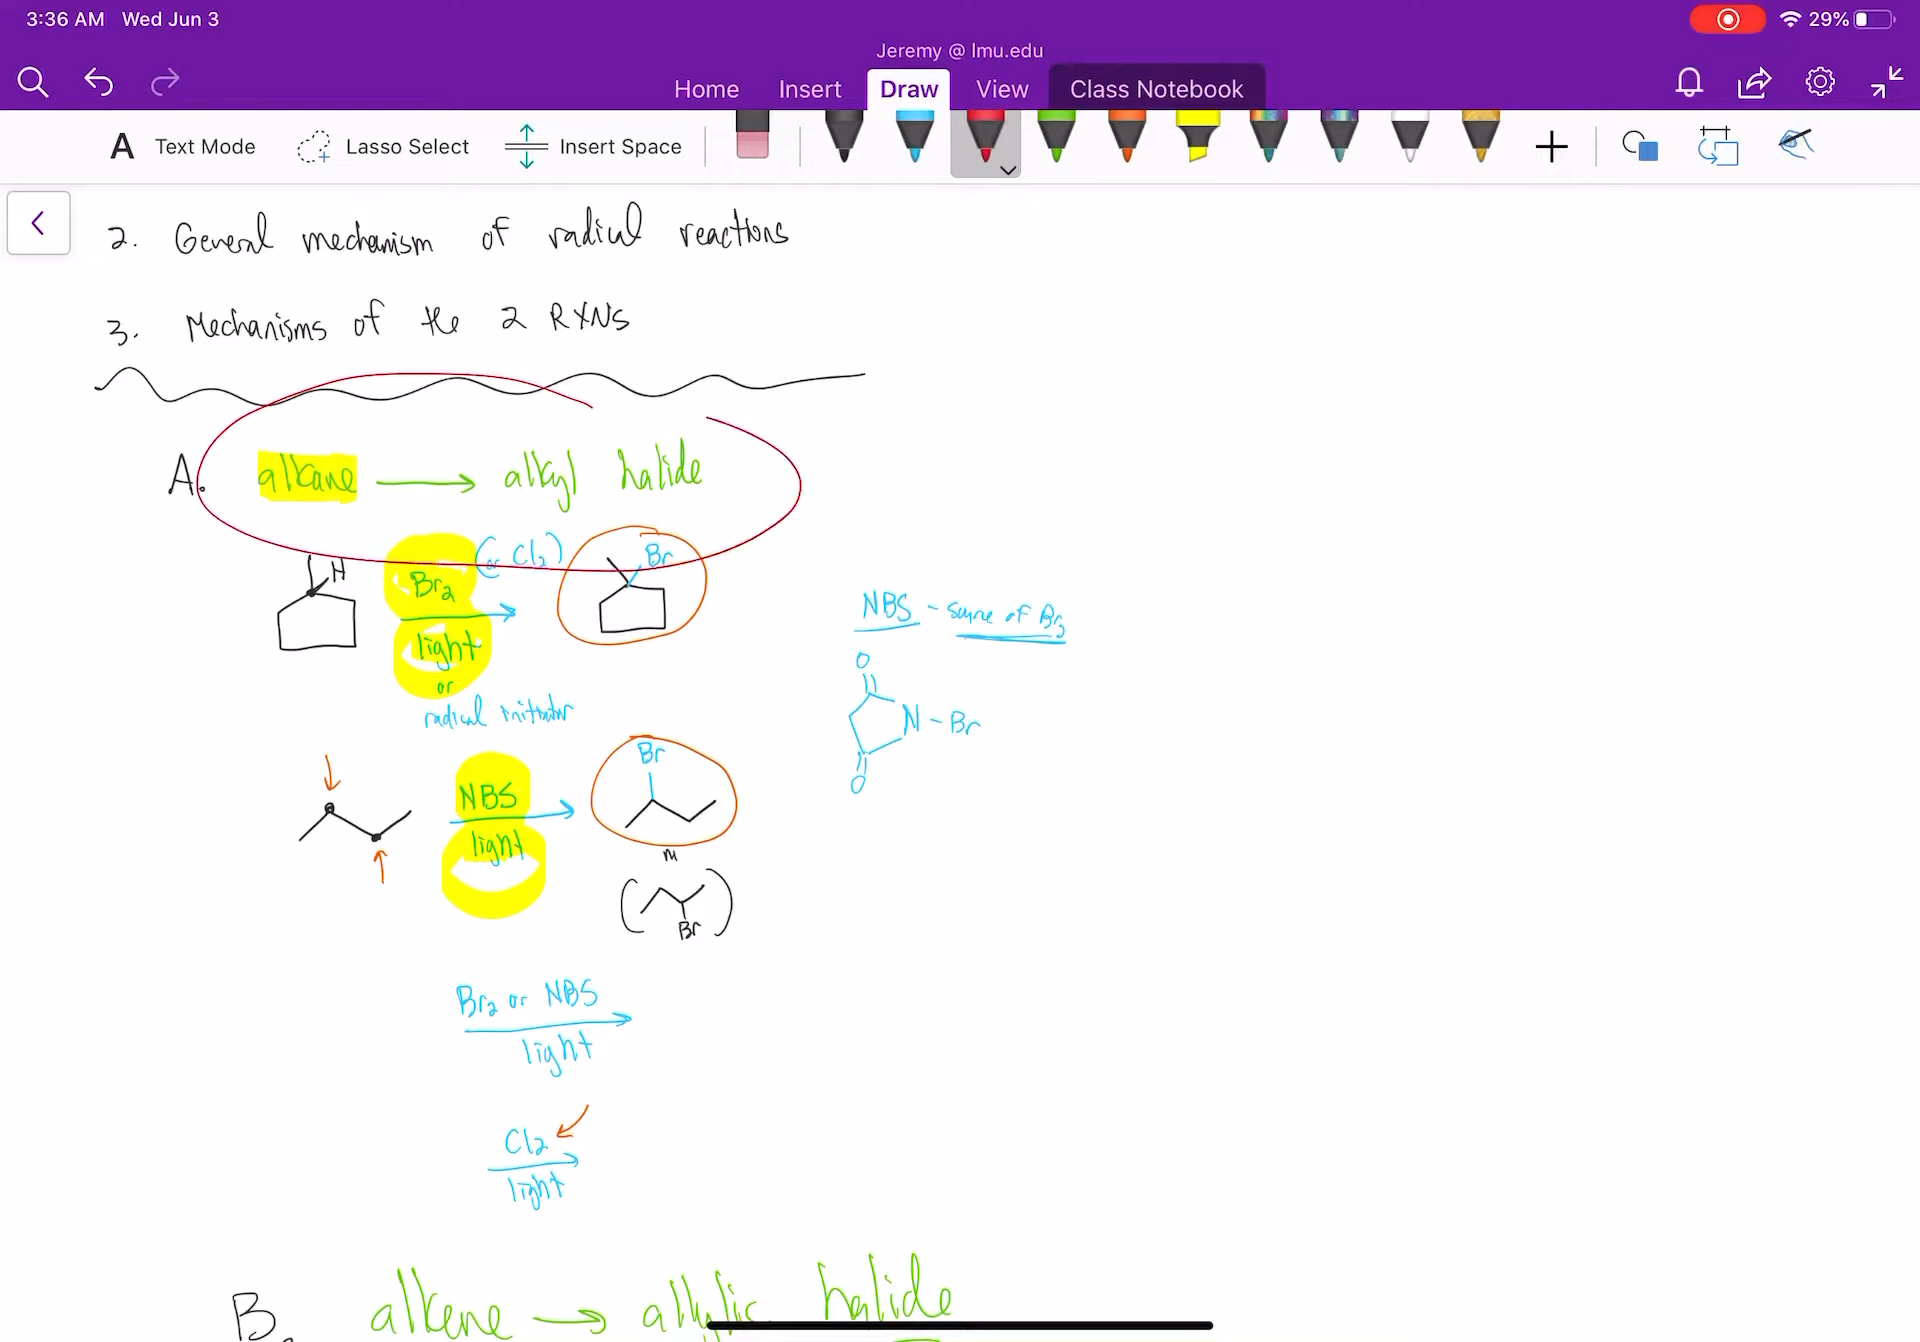 3:36 AM Wed Jun 3
29%
Jeremy @ lmu.edu
Home Insert Draw View Class Notebook
A Text Mode Lasso Select Insert Space
2. General mechanism of radical reactions
3. Mechanisms of the 2 RXNs
A. alkane → alkyl halide
H
Br2
(or Cl2)
light
or
radical initiator
Br
NBS - source of Br2
O
N - Br
O
NBS
light
Br
m
(Br)
Br2 or NBS
light
Cl2
light
B. alkene → allylic halide